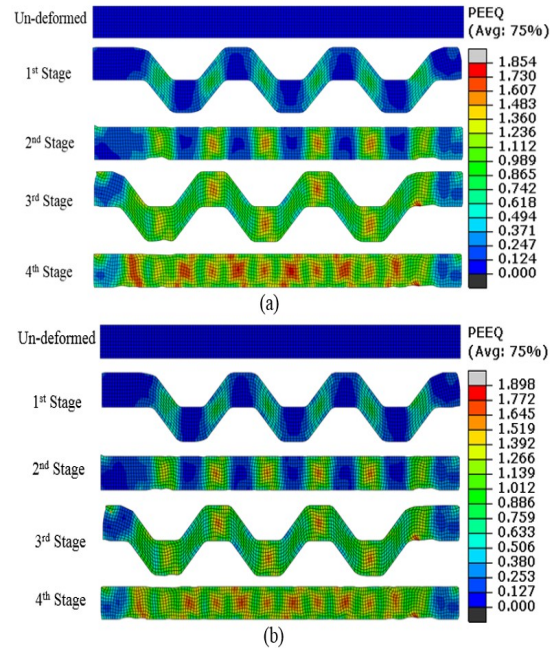 Un-deformed
1st Stage
2nd Stage
3rd Stage
4th Stage
PEEQ
(Avg: 75%)
1.854
1.730
1.607
1.483
1.360
1.236
1.112
0.989
0.865
0.742
0.618
0.494
0.371
0.247
0.124
0.000
(a)
Un-deformed
1st Stage
2nd Stage
3rd Stage
4th Stage
PEEQ
(Avg: 75%)
1.898
1.772
1.645
1.519
1.392
1.266
1.139
1.012
0.886
0.759
0.633
0.506
0.380
0.253
0.127
0.000
(b)